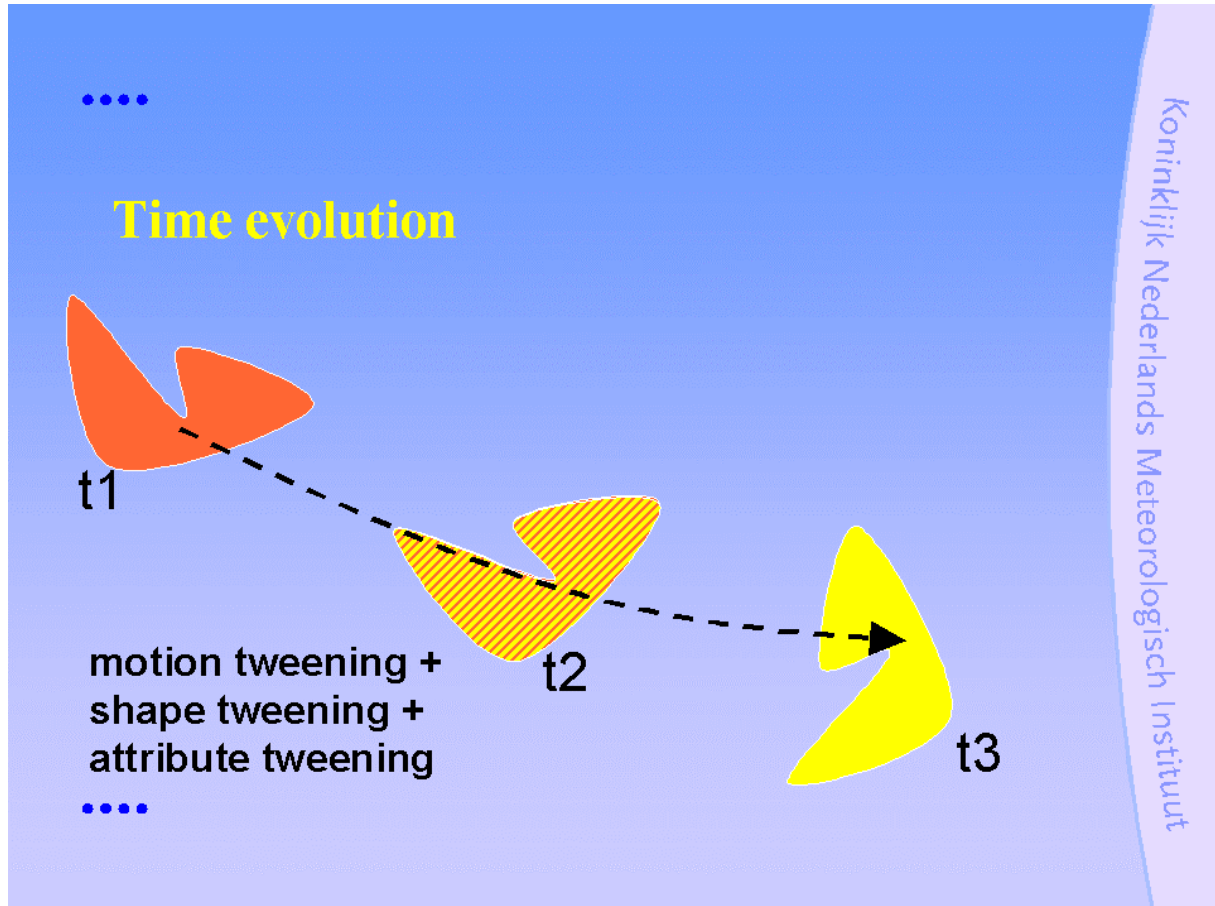 Time evolution
t1
t2
t3
motion tweening +
shape tweening +
attribute tweening
Koninklijk Nederlands Meteorologisch Instituut